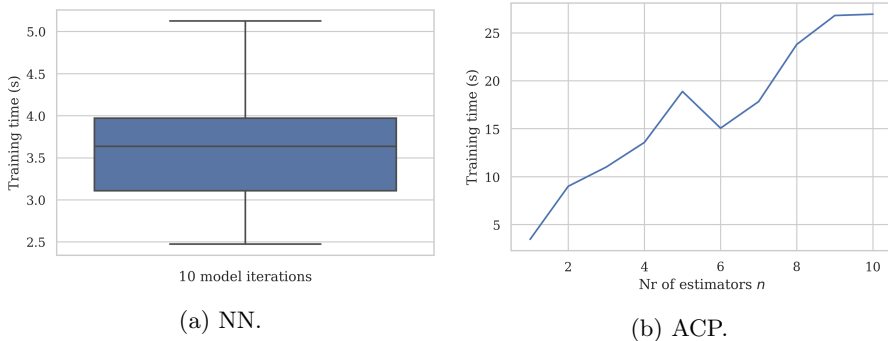 Training time (s)
5.0
4.5
4.0
3.5
3.0
2.5
10 model iterations
(a) NN.
Training time (s)
25
20
15
10
5
2 4 6 8 10
Nr of estimators n
(b) ACP.